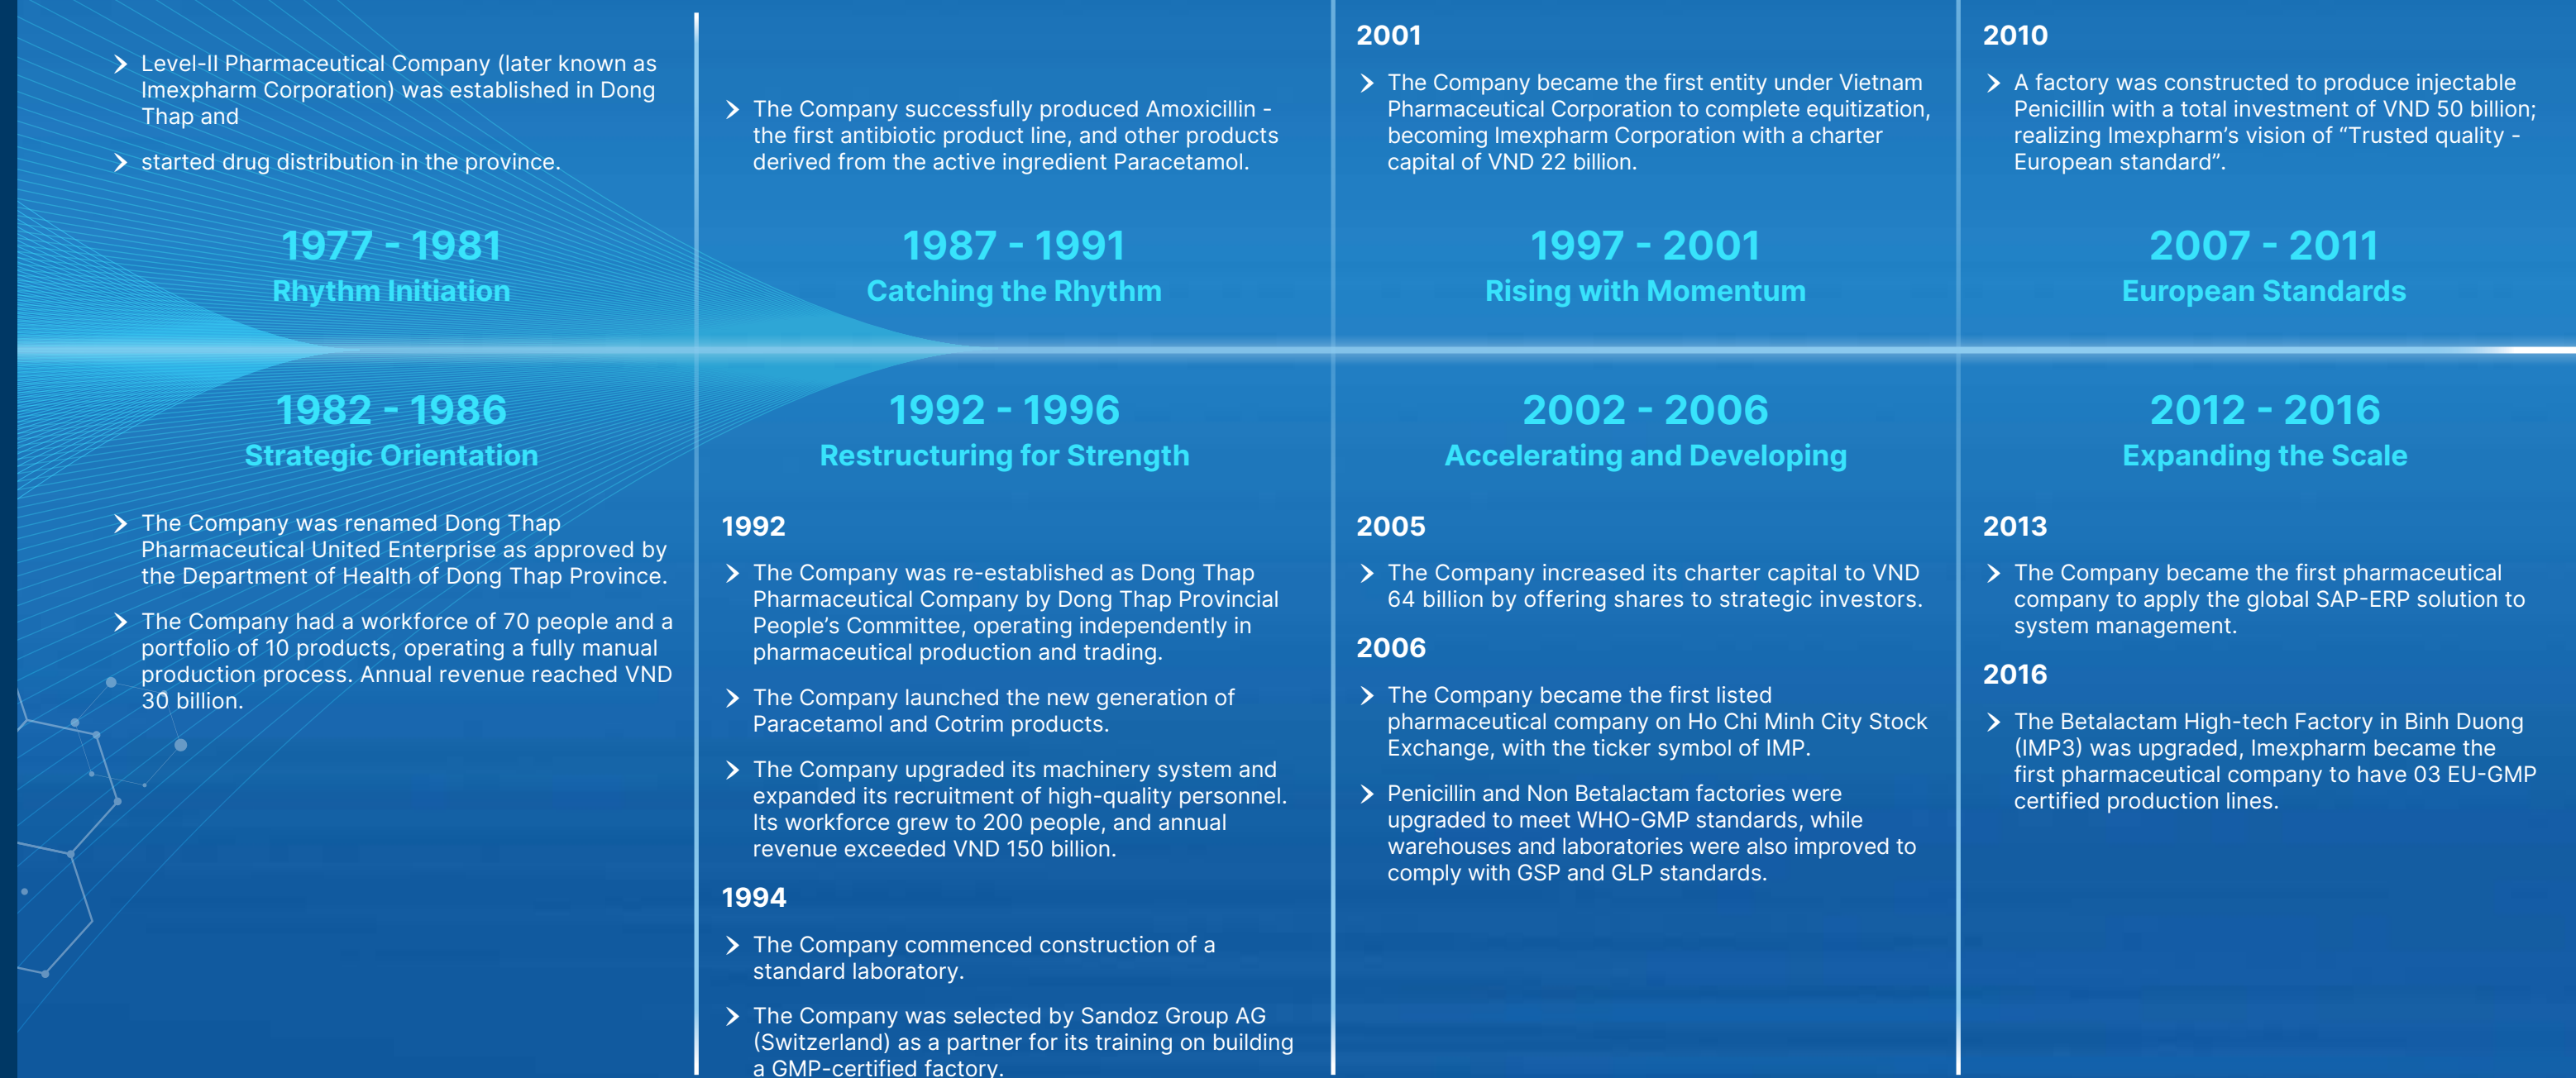 Level-II Pharmaceutical Company (later known as
Imexpharm Corporation) was established in Dong
Thap and
started drug distribution in the province.
1977 - 1981
Rhythm Initiation
1982 - 1986
Strategic Orientation
The Company was renamed Dong Thap
Pharmaceutical United Enterprise as approved by
the Department of Health of Dong Thap Province.
The Company had a workforce of 70 people and a
portfolio of 10 products, operating a fully manual
production process. Annual revenue reached VND
30 billion.
The Company successfully produced Amoxicillin -
the first antibiotic product line, and other products
derived from the active ingredient Paracetamol.
1987 - 1991
Catching the Rhythm
1992 - 1996
Restructuring for Strength
1992
The Company was re-established as Dong Thap
Pharmaceutical Company by Dong Thap Provincial
People's Committee, operating independently in
pharmaceutical production and trading.
The Company launched the new generation of
Paracetamol and Cotrim products.
The Company upgraded its machinery system and
expanded its recruitment of high-quality personnel.
Its workforce grew to 200 people, and annual
revenue exceeded VND 150 billion.
1994
The Company commenced construction of a
standard laboratory.
The Company was selected by Sandoz Group AG
(Switzerland) as a partner for its training on building
a GMP-certified factory.
2001
The Company became the first entity under Vietnam
Pharmaceutical Corporation to complete equitization,
becoming Imexpharm Corporation with a charter
capital of VND 22 billion.
1997 - 2001
Rising with Momentum
2002 - 2006
Accelerating and Developing
2005
The Company increased its charter capital to VND
64 billion by offering shares to strategic investors.
2006
The Company became the first listed
pharmaceutical company on Ho Chi Minh City Stock
Exchange, with the ticker symbol of IMP.
Penicillin and Non Betalactam factories were
upgraded to meet WHO-GMP standards, while
warehouses and laboratories were also improved to
comply with GSP and GLP standards.
2010
A factory was constructed to produce injectable
Penicillin with a total investment of VND 50 billion;
realizing Imexpharm's vision of “Trusted quality -
European standard”.
2007 - 2011
European Standards
2012 - 2016
Expanding the Scale
2013
The Company became the first pharmaceutical
company to apply the global SAP-ERP solution to
system management.
2016
The Betalactam High-tech Factory in Binh Duong
(IMP3) was upgraded, Imexpharm became the
first pharmaceutical company to have 03 EU-GMP
certified production lines.